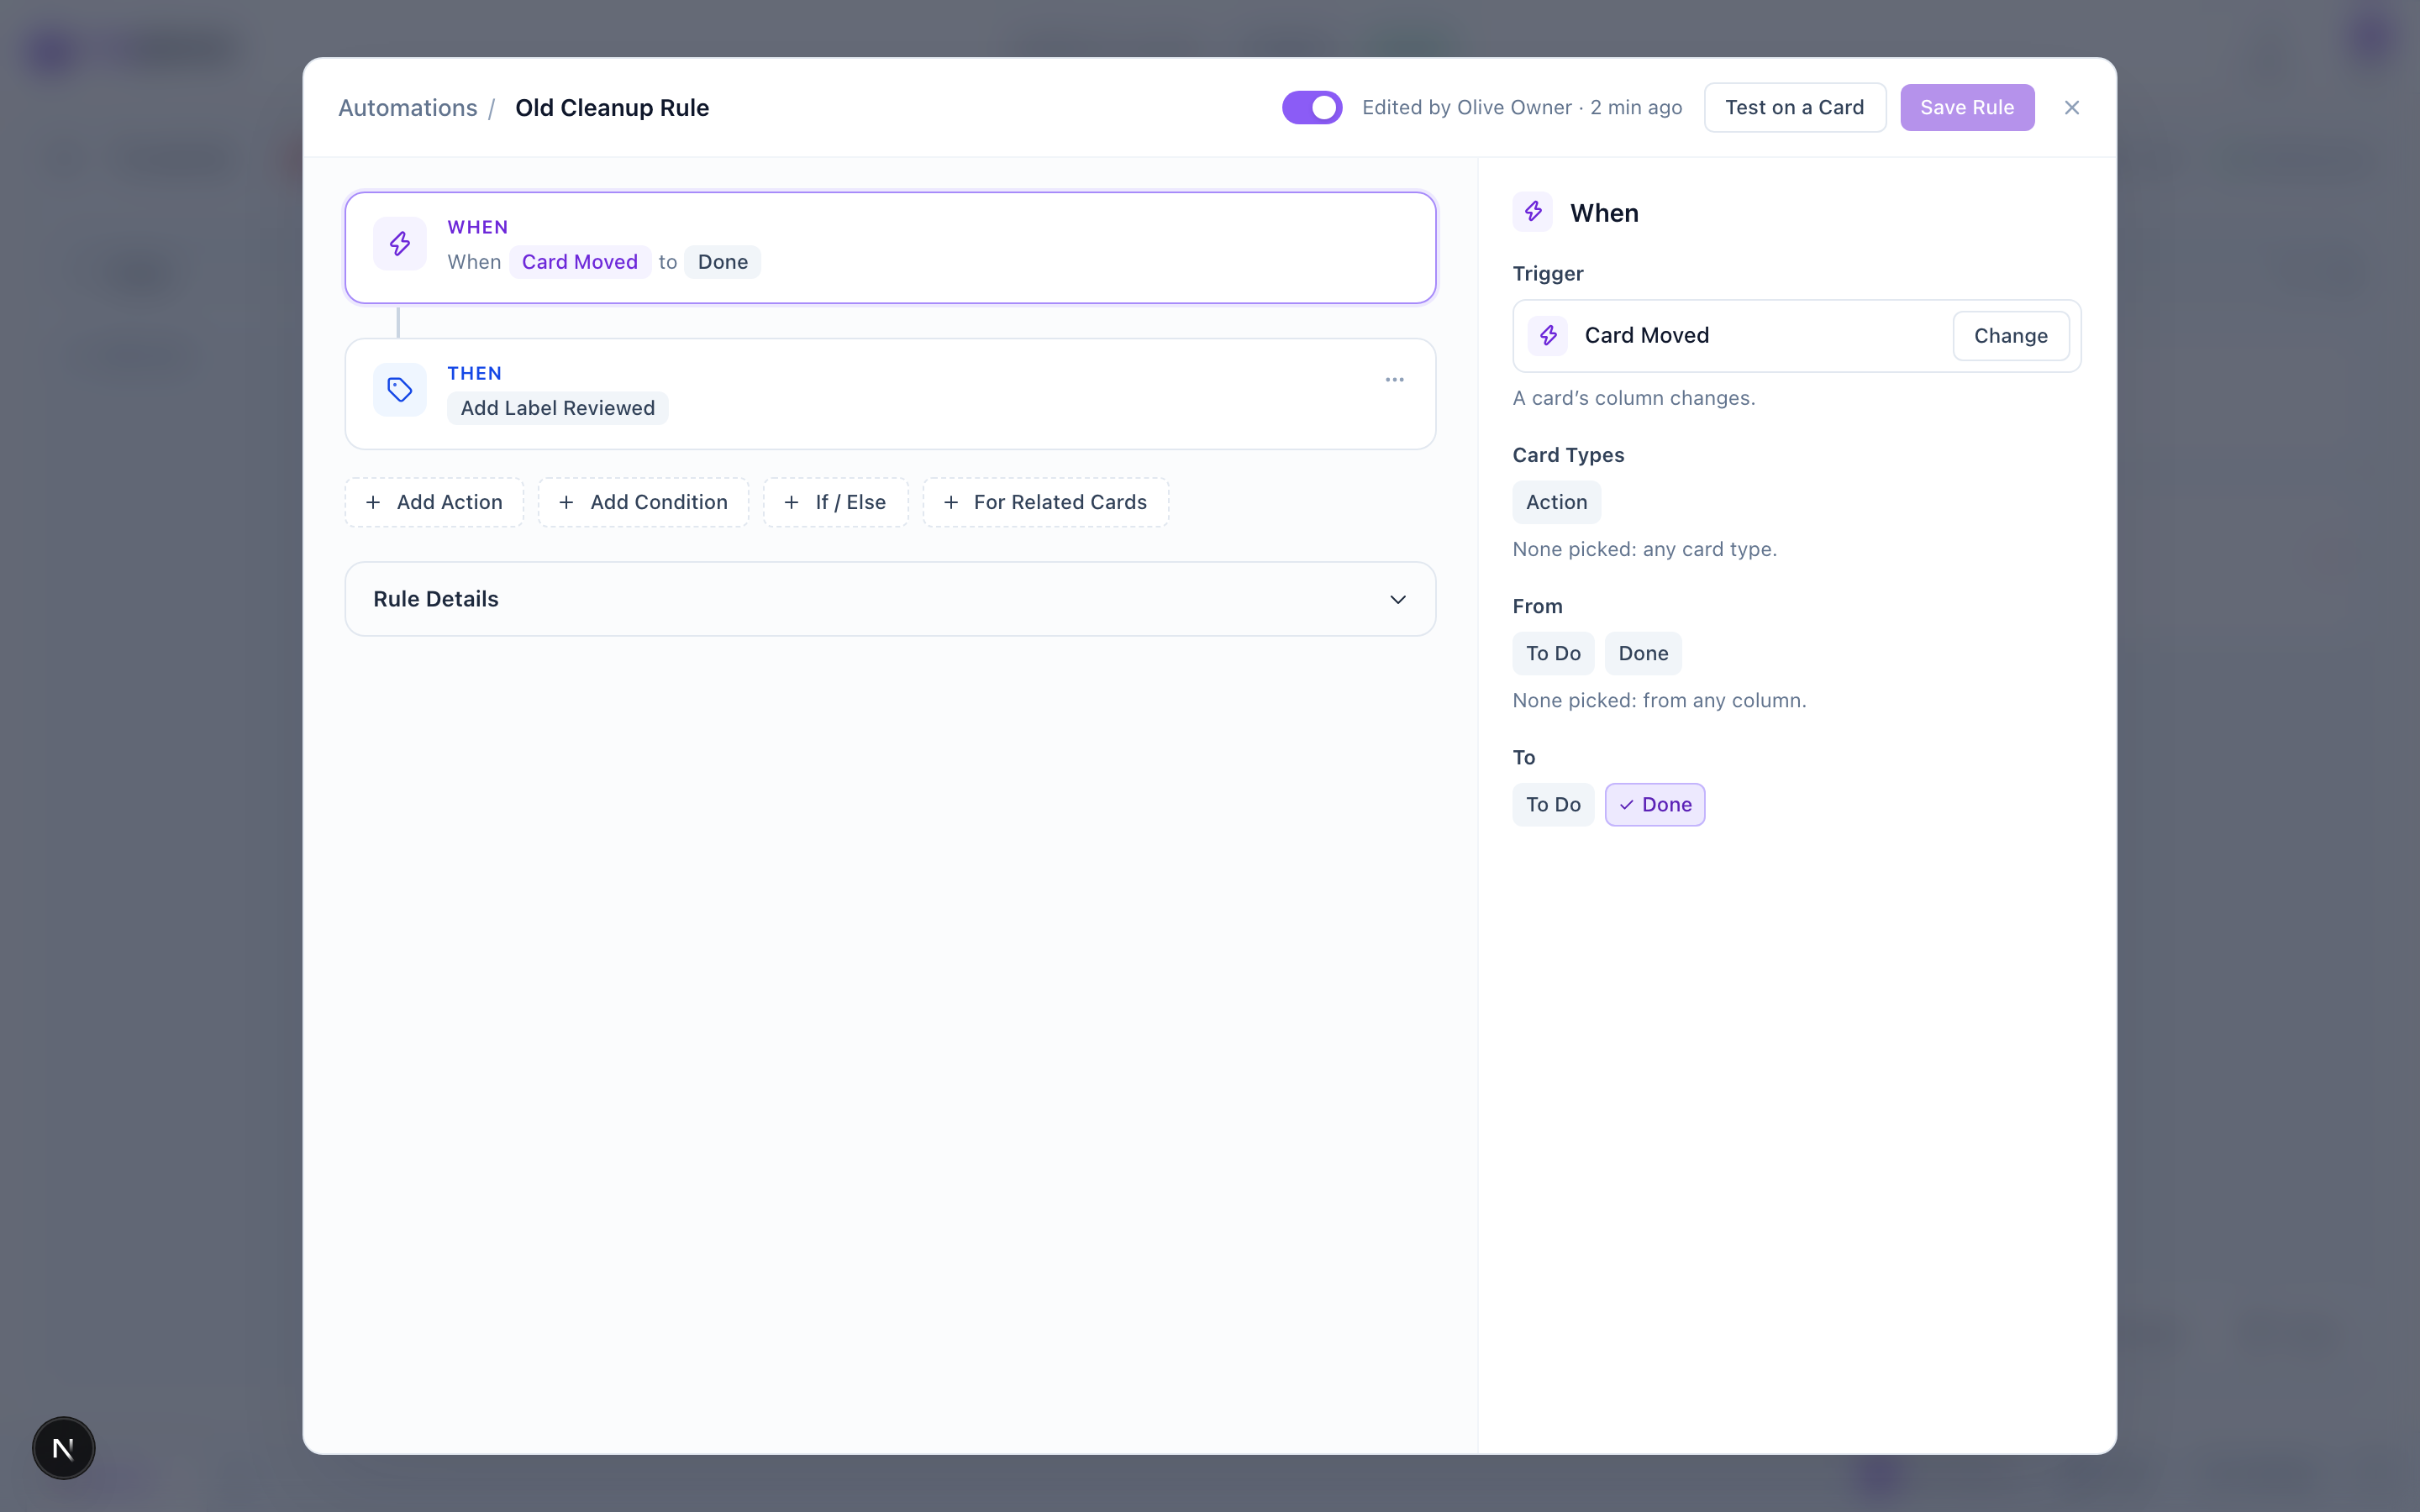 Automations / Old Cleanup Rule
Edited by Olive Owner · 2 min ago
Test on a Card
Save Rule
WHEN
When Card Moved to Done
THEN
Add Label Reviewed
+ Add Action
+ Add Condition
+ If / Else
+ For Related Cards
Rule Details
When
Trigger
Card Moved
Change
A card’s column changes.
Card Types
Action
None picked: any card type.
From
To Do
Done
None picked: from any column.
To
To Do
Done
N